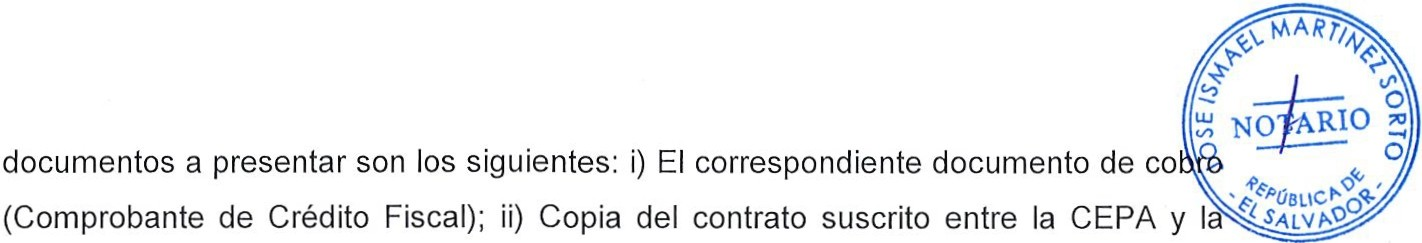 JOSE ISMAEL MARTINEZ SORTO
NOTARIO
REPÚBLICA DE
- EL SALVADOR -
documentos a presentar son los siguientes: i) El correspondiente documento de cobro
(Comprobante de Crédito Fiscal); ii) Copia del contrato suscrito entre la CEPA y la